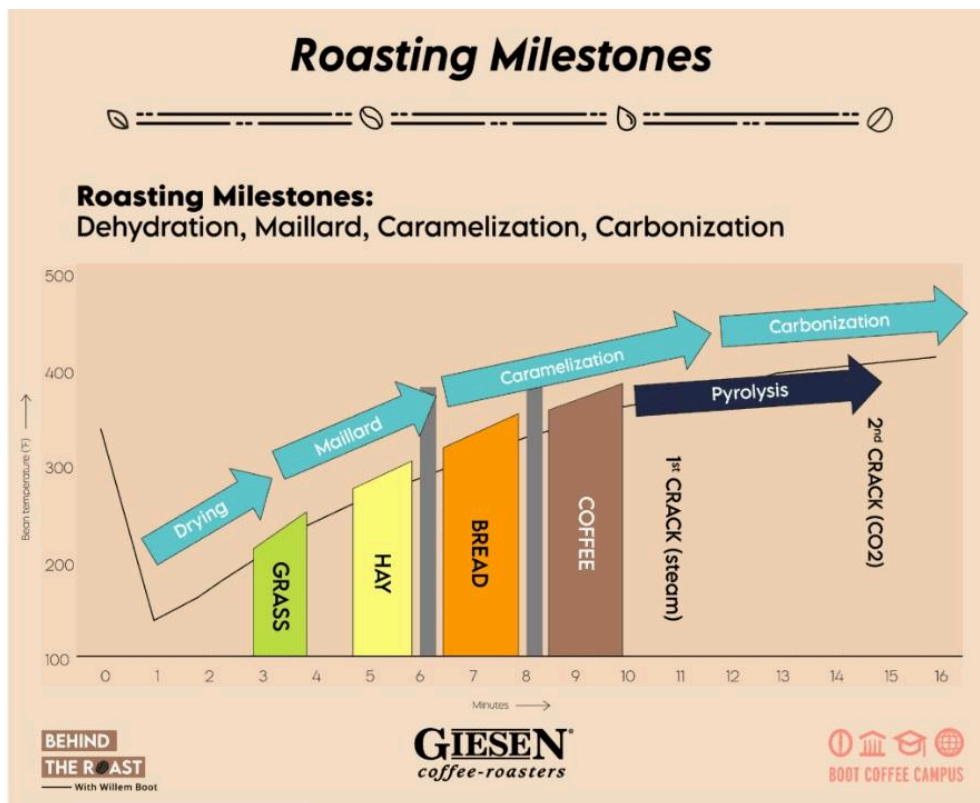 Roasting Milestones
Roasting Milestones:
Dehydration, Maillard, Caramelization, Carbonization
500
400
300
200
100
Bean temperature (°F)
Drying
Maillard
Caramelization
Carbonization
Pyrolysis
GRASS
HAY
BREAD
COFFEE
1st CRACK (steam)
2nd CRACK (CO2)
0 1 2 3 4 5 6 7 8 9 10 11 12 13 14 15 16
Minutes
BEHIND
THE ROAST
With Willem Boot
GIESEN®
coffee-roasters
BOOT COFFEE CAMPUS